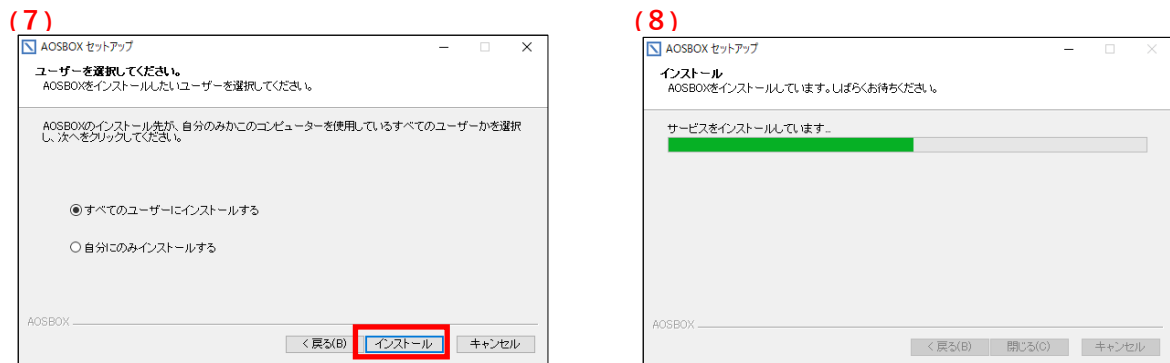 (7)
AOSBOX セットアップ
ユーザーを選択してください。
AOSBOXをインストールしたいユーザーを選択してください。
AOSBOXのインストール先が、自分のみかこのコンピューターを使用しているすべてのユーザーかを選択
し、次へをクリックしてください。
すべてのユーザーにインストールする
自分にのみインストールする
AOSBOX
< 戻る(B)
インストール
キャンセル
(8)
AOSBOX セットアップ
インストール
AOSBOXをインストールしています。しばらくお待ちください。
サービスをインストールしています...
AOSBOX
< 戻る(B)
閉じる(C)
キャンセル